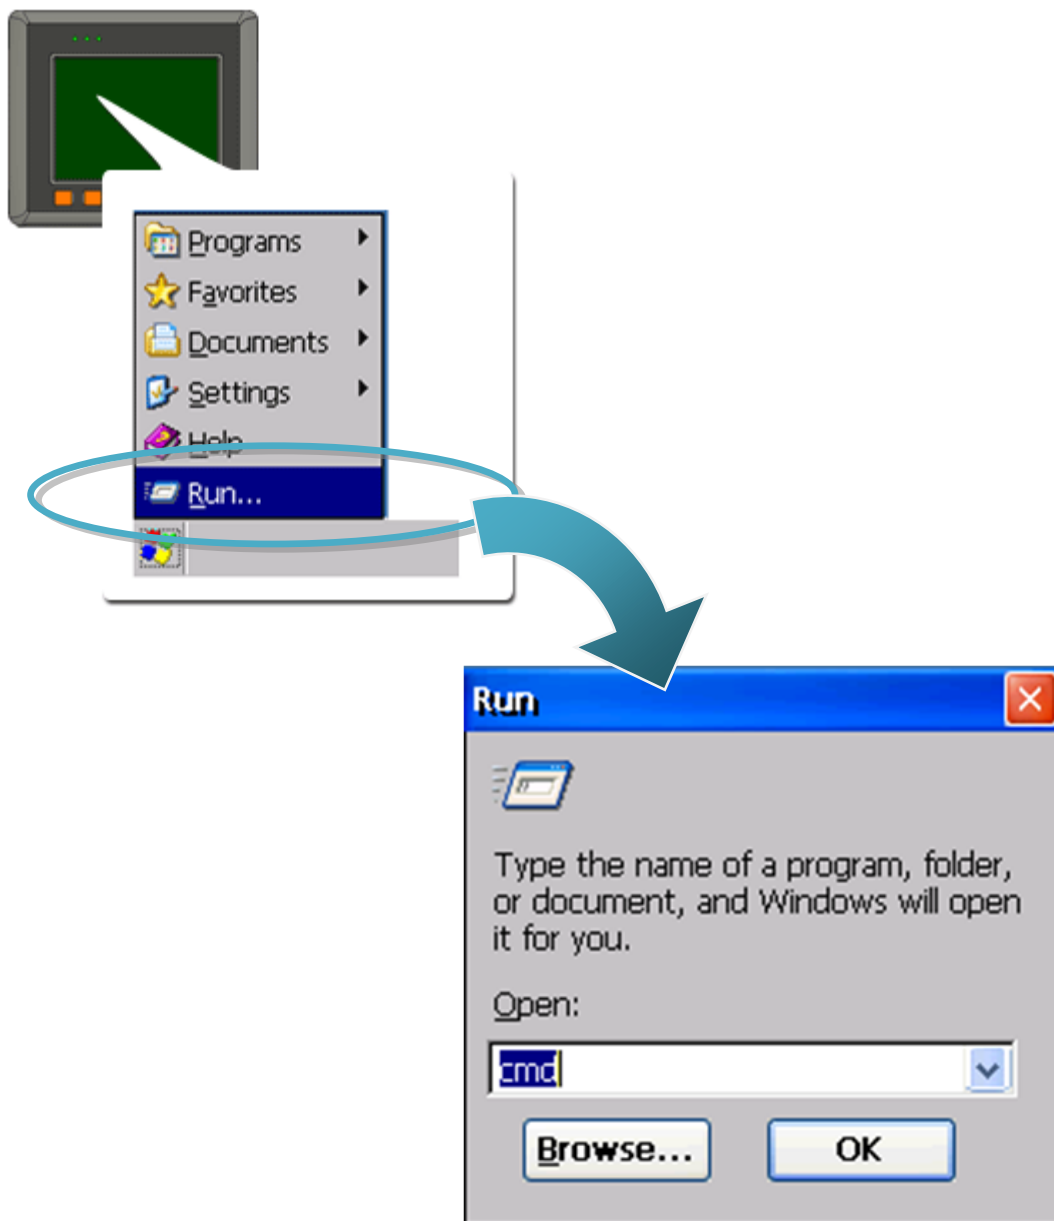 Programs
Favorites
Documents
Settings
Help
Run...
Run
Type the name of a program, folder,
or document, and Windows will open
it for you.
Open:
cmd
Browse...
OK